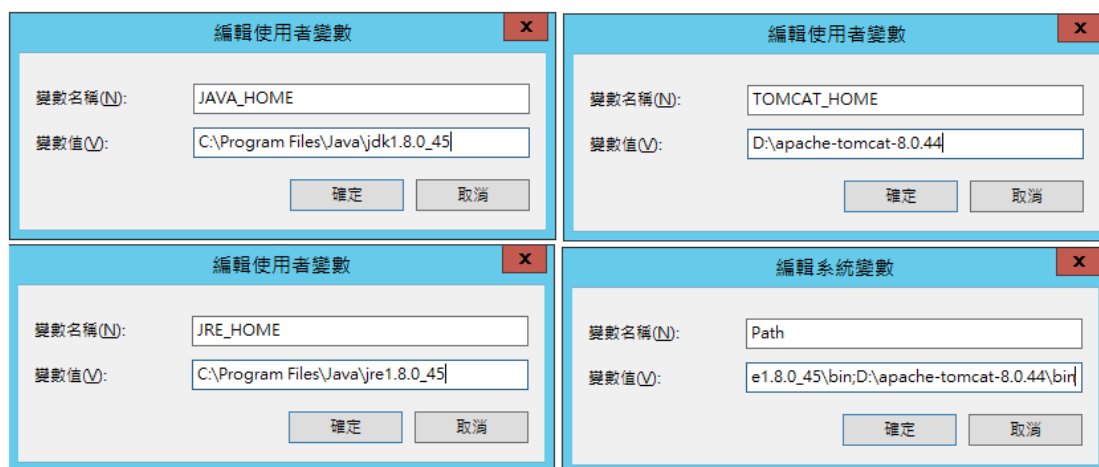 編輯使用者變數
x
變數名稱(N):
JAVA_HOME
變數值(V):
C:\Program Files\Java\jdk1.8.0_45
確定
取消
編輯使用者變數
x
變數名稱(N):
TOMCAT_HOME
變數值(V):
D:\apache-tomcat-8.0.44
確定
取消
編輯使用者變數
x
變數名稱(N):
JRE_HOME
變數值(V):
C:\Program Files\Java\jre1.8.0_45
確定
取消
編輯系統變數
x
變數名稱(N):
Path
變數值(V):
e1.8.0_45\bin;D:\apache-tomcat-8.0.44\bin
確定
取消